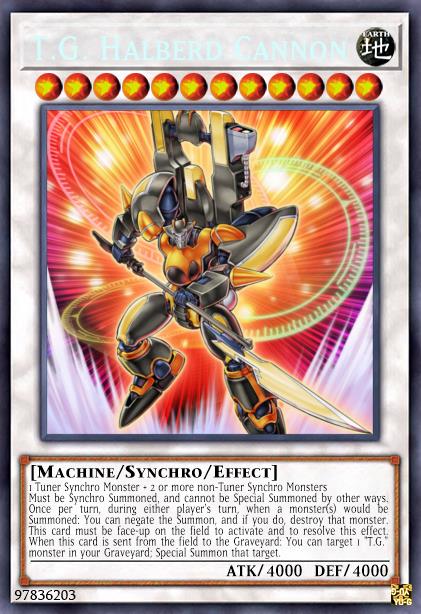 T.G. Halberd Cannon
EARTH
地
[Machine/Synchro/Effect]
1 Tuner Synchro Monster + 2 or more non-Tuner Synchro Monsters
Must be Synchro Summoned, and cannot be Special Summoned by other ways.
Once per turn, during either player's turn, when a monster(s) would be
Summoned: You can negate the Summon, and if you do, destroy that monster.
This card must be face-up on the field to activate and to resolve this effect.
When this card is sent from the field to the Graveyard: You can target 1 "T.G."
monster in your Graveyard; Special Summon that target.
ATK/4000 DEF/4000
97836203